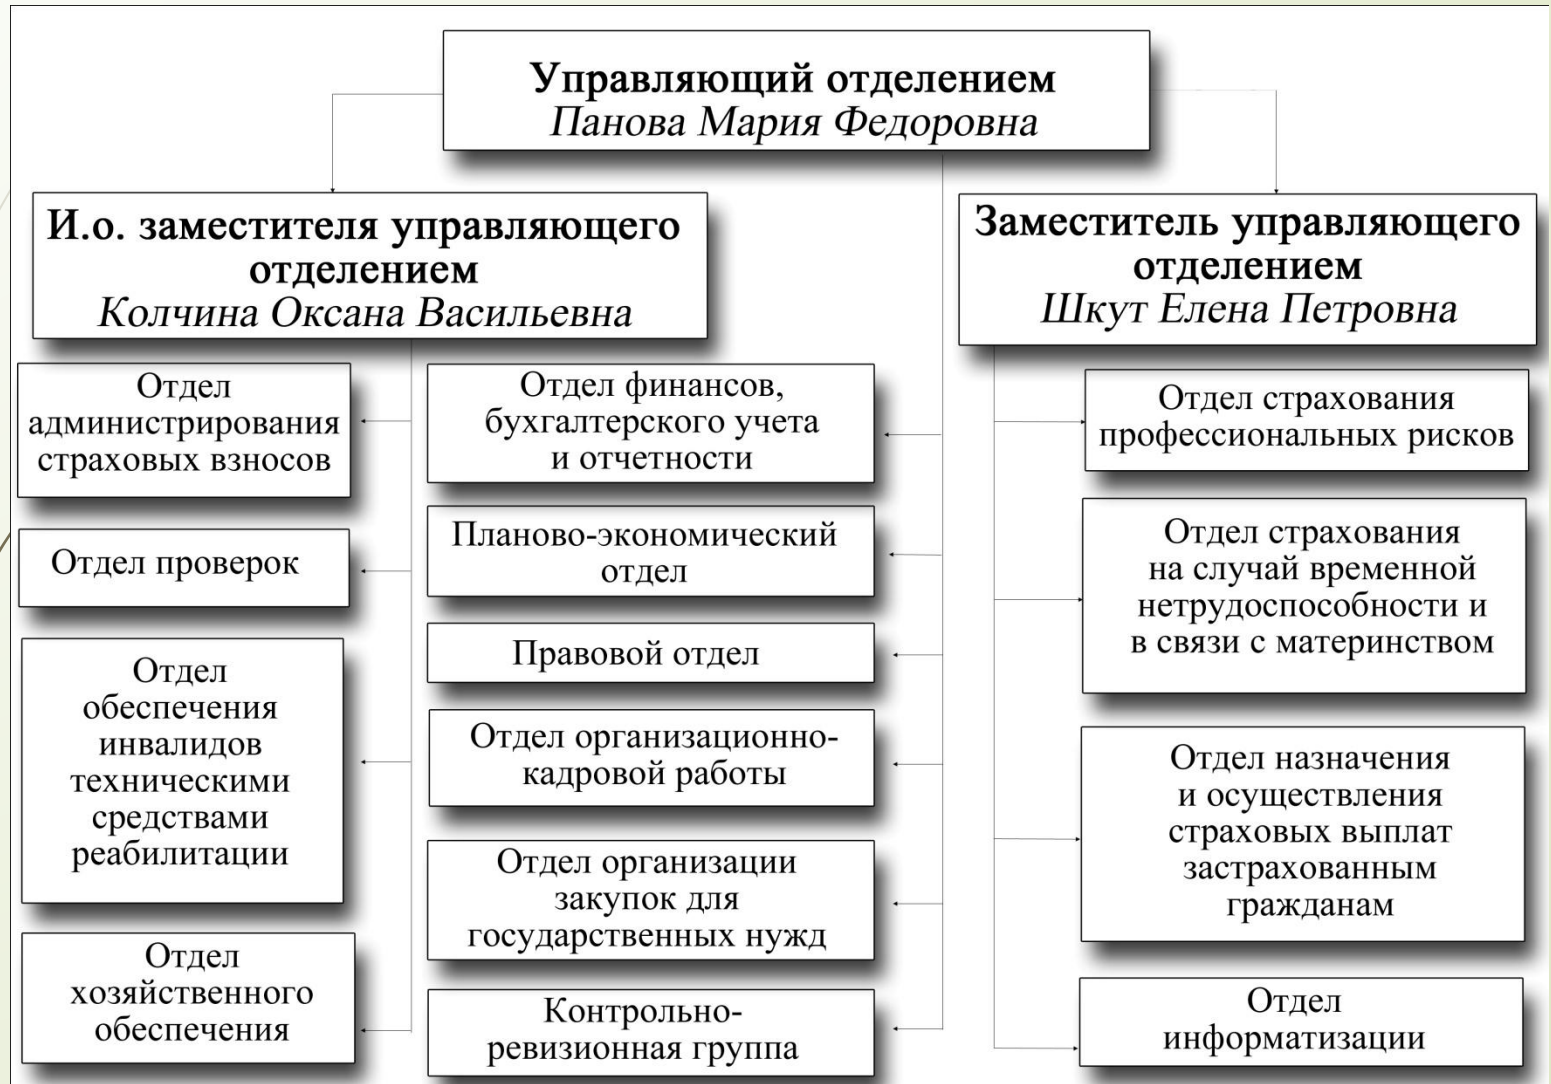 Управляющий отделением
Панова Мария Федоровна
И.о. заместителя управляющего
отделением
Колчина Оксана Васильевна
Заместитель управляющего
отделением
Шкут Елена Петровна
Отдел
администрирования
страховых взносов
Отдел проверок
Отдел
обеспечения
инвалидов
техническими
средствами
реабилитации
Отдел
хозяйственного
обеспечения
Отдел финансов,
бухгалтерского учета
и отчетности
Планово-экономический
отдел
Правовой отдел
Отдел организационно-
кадровой работы
Отдел организации
закупок для
государственных нужд
Контрольно-
ревизионная группа
Отдел страхования
профессиональных рисков
Отдел страхования
на случай временной
нетрудоспособности и
в связи с материнством
Отдел назначения
и осуществления
страховых выплат
застрахованным
гражданам
Отдел
информатизации